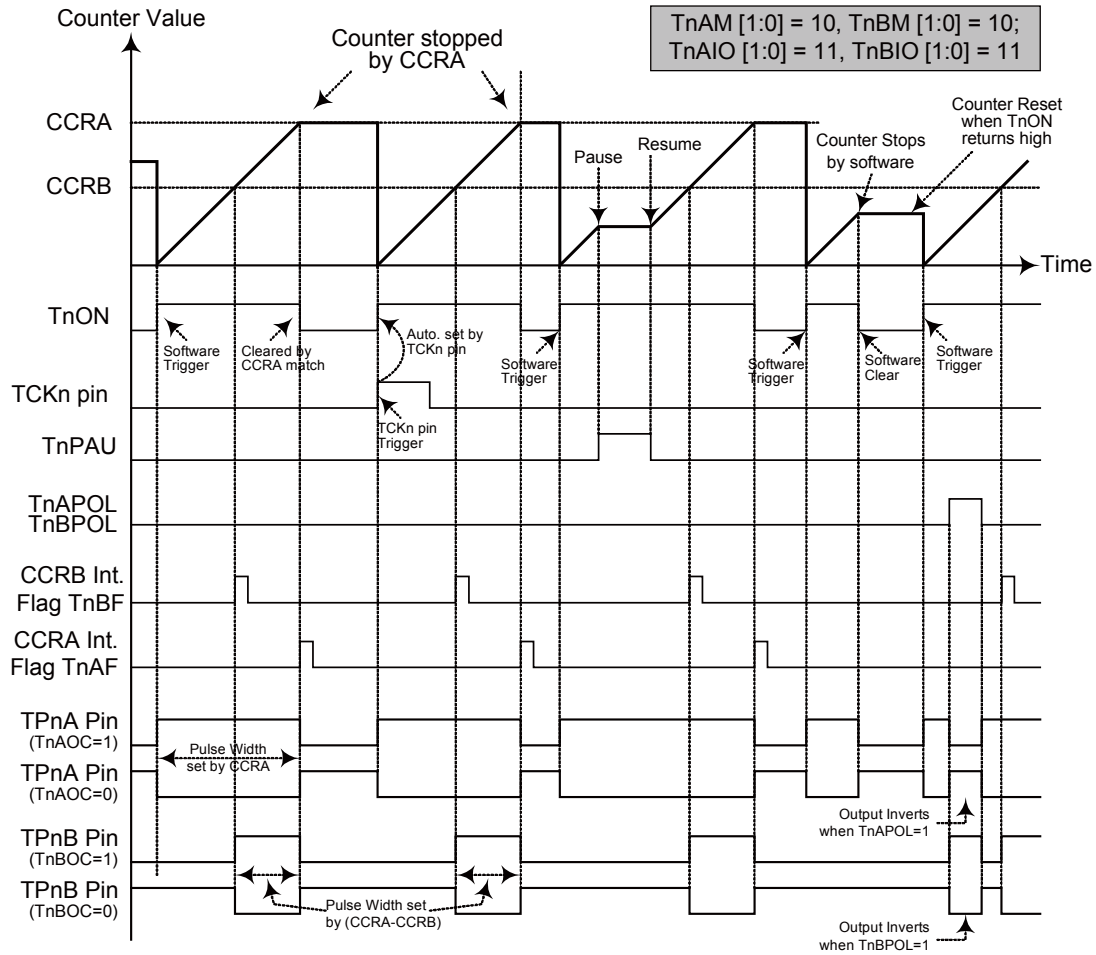 Counter Value
TnAM [1:0] = 10, TnBM [1:0] = 10;
TnAIO [1:0] = 11, TnBIO [1:0] = 11
Counter stopped
by CCRA
Counter Reset
when TnON
returns high
CCRA
Counter Stops
by software
Pause
Resume
CCRB
Time
TnON
Software
Trigger
Cleared by
CCRA match
Auto. set by
TCKn pin
Software
Trigger
Software
Trigger
Software
Clear
Software
Trigger
TCKn pin
TCKn pin
Trigger
TnPAU
TnAPOL
TnBPOL
CCRB Int.
Flag TnBF
CCRA Int.
Flag TnAF
TPnA Pin
(TnAOC=1)
Pulse Width
set by CCRA
TPnA Pin
(TnAOC=0)
Output Inverts
when TnAPOL=1
TPnB Pin
(TnBOC=1)
TPnB Pin
(TnBOC=0)
Pulse Width set
by (CCRA-CCRB)
Output Inverts
when TnBPOL=1